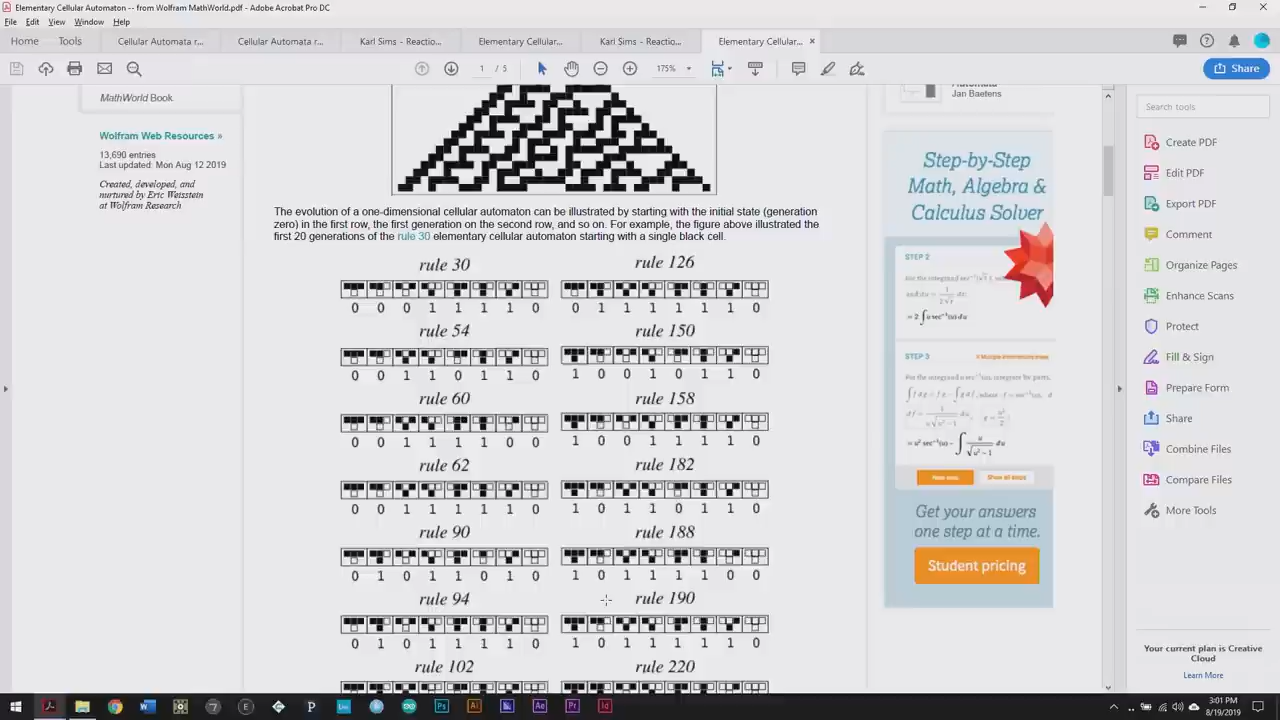 Elementary Cellular Automaton -- from Wolfram MathWorld.pdf - Adobe Acrobat Pro DC
File Edit View Window Help
Home Tools Cellular Automata r... Cellular Automata r... Karl Sims - Reactio... Elementary Cellular... Karl Sims - Reactio... Elementary Cellular... ×
1 / 5 175% Share
MathWorld Book
Wolfram Web Resources »
13,690 entries
Last updated: Mon Aug 12 2019
Created, developed, and
nurtured by Eric Weisstein
at Wolfram Research
The evolution of a one-dimensional cellular automaton can be illustrated by starting with the initial state (generation
zero) in the first row, the first generation on the second row, and so on. For example, the figure above illustrated the
first 20 generations of the rule 30 elementary cellular automaton starting with a single black cell.
rule 30 rule 126
0 0 0 1 1 1 1 0 0 1 1 1 1 1 1 0
rule 54 rule 150
0 0 1 1 0 1 1 0 1 0 0 1 0 1 1 0
rule 60 rule 158
0 0 1 1 1 1 0 0 1 0 0 1 1 1 1 0
rule 62 rule 182
0 0 1 1 1 1 1 0 1 0 1 1 0 1 1 0
rule 90 rule 188
0 1 0 1 1 0 1 0 1 0 1 1 1 1 0 0
rule 94 rule 190
0 1 0 1 1 1 1 0 1 0 1 1 1 1 1 0
rule 102 rule 220
Jan Baetens
Step-by-Step
Math, Algebra &
Calculus Solver
STEP 2
STEP 3
Get your answers
one step at a time.
Student pricing
Search tools
Create PDF
Edit PDF
Export PDF
Comment
Organize Pages
Enhance Scans
Protect
Fill & Sign
Prepare Form
Share
Combine Files
Compare Files
More Tools
Your current plan is Creative
Cloud
Learn More
3:01 PM
8/19/2019